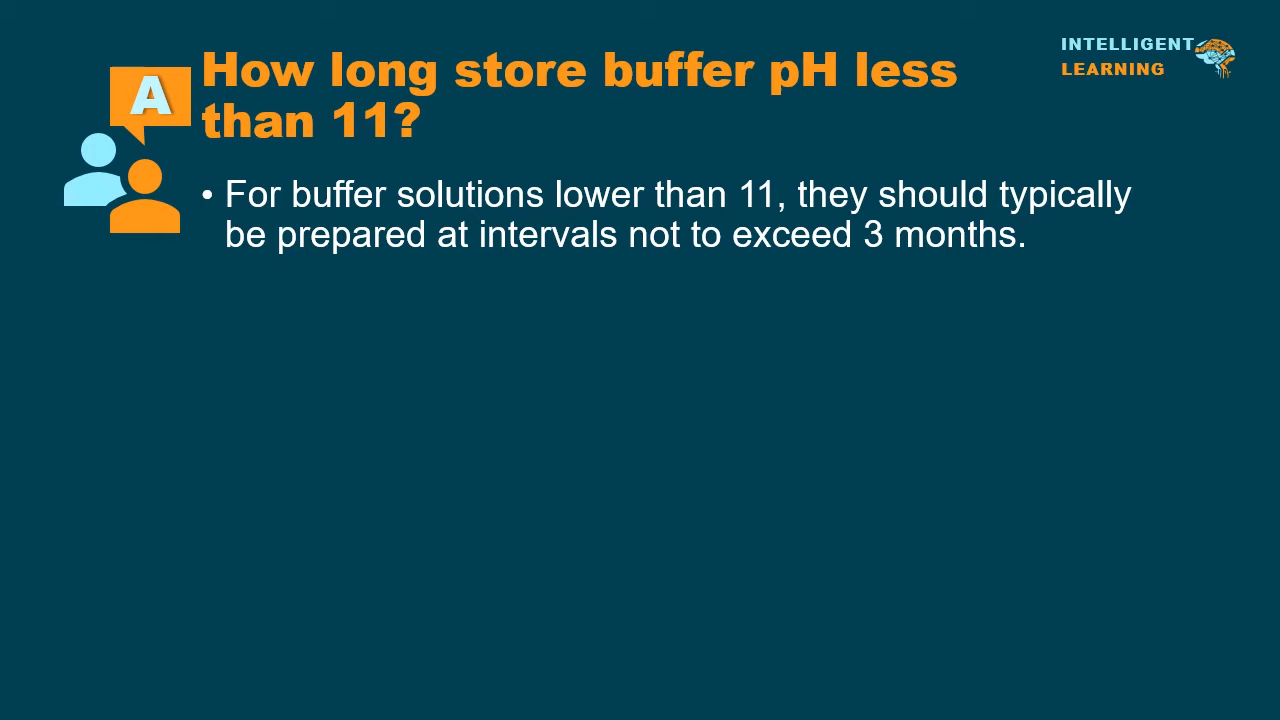 INTELLIGENT
LEARNING
A
How long store buffer pH less
than 11?
• For buffer solutions lower than 11, they should typically
be prepared at intervals not to exceed 3 months.